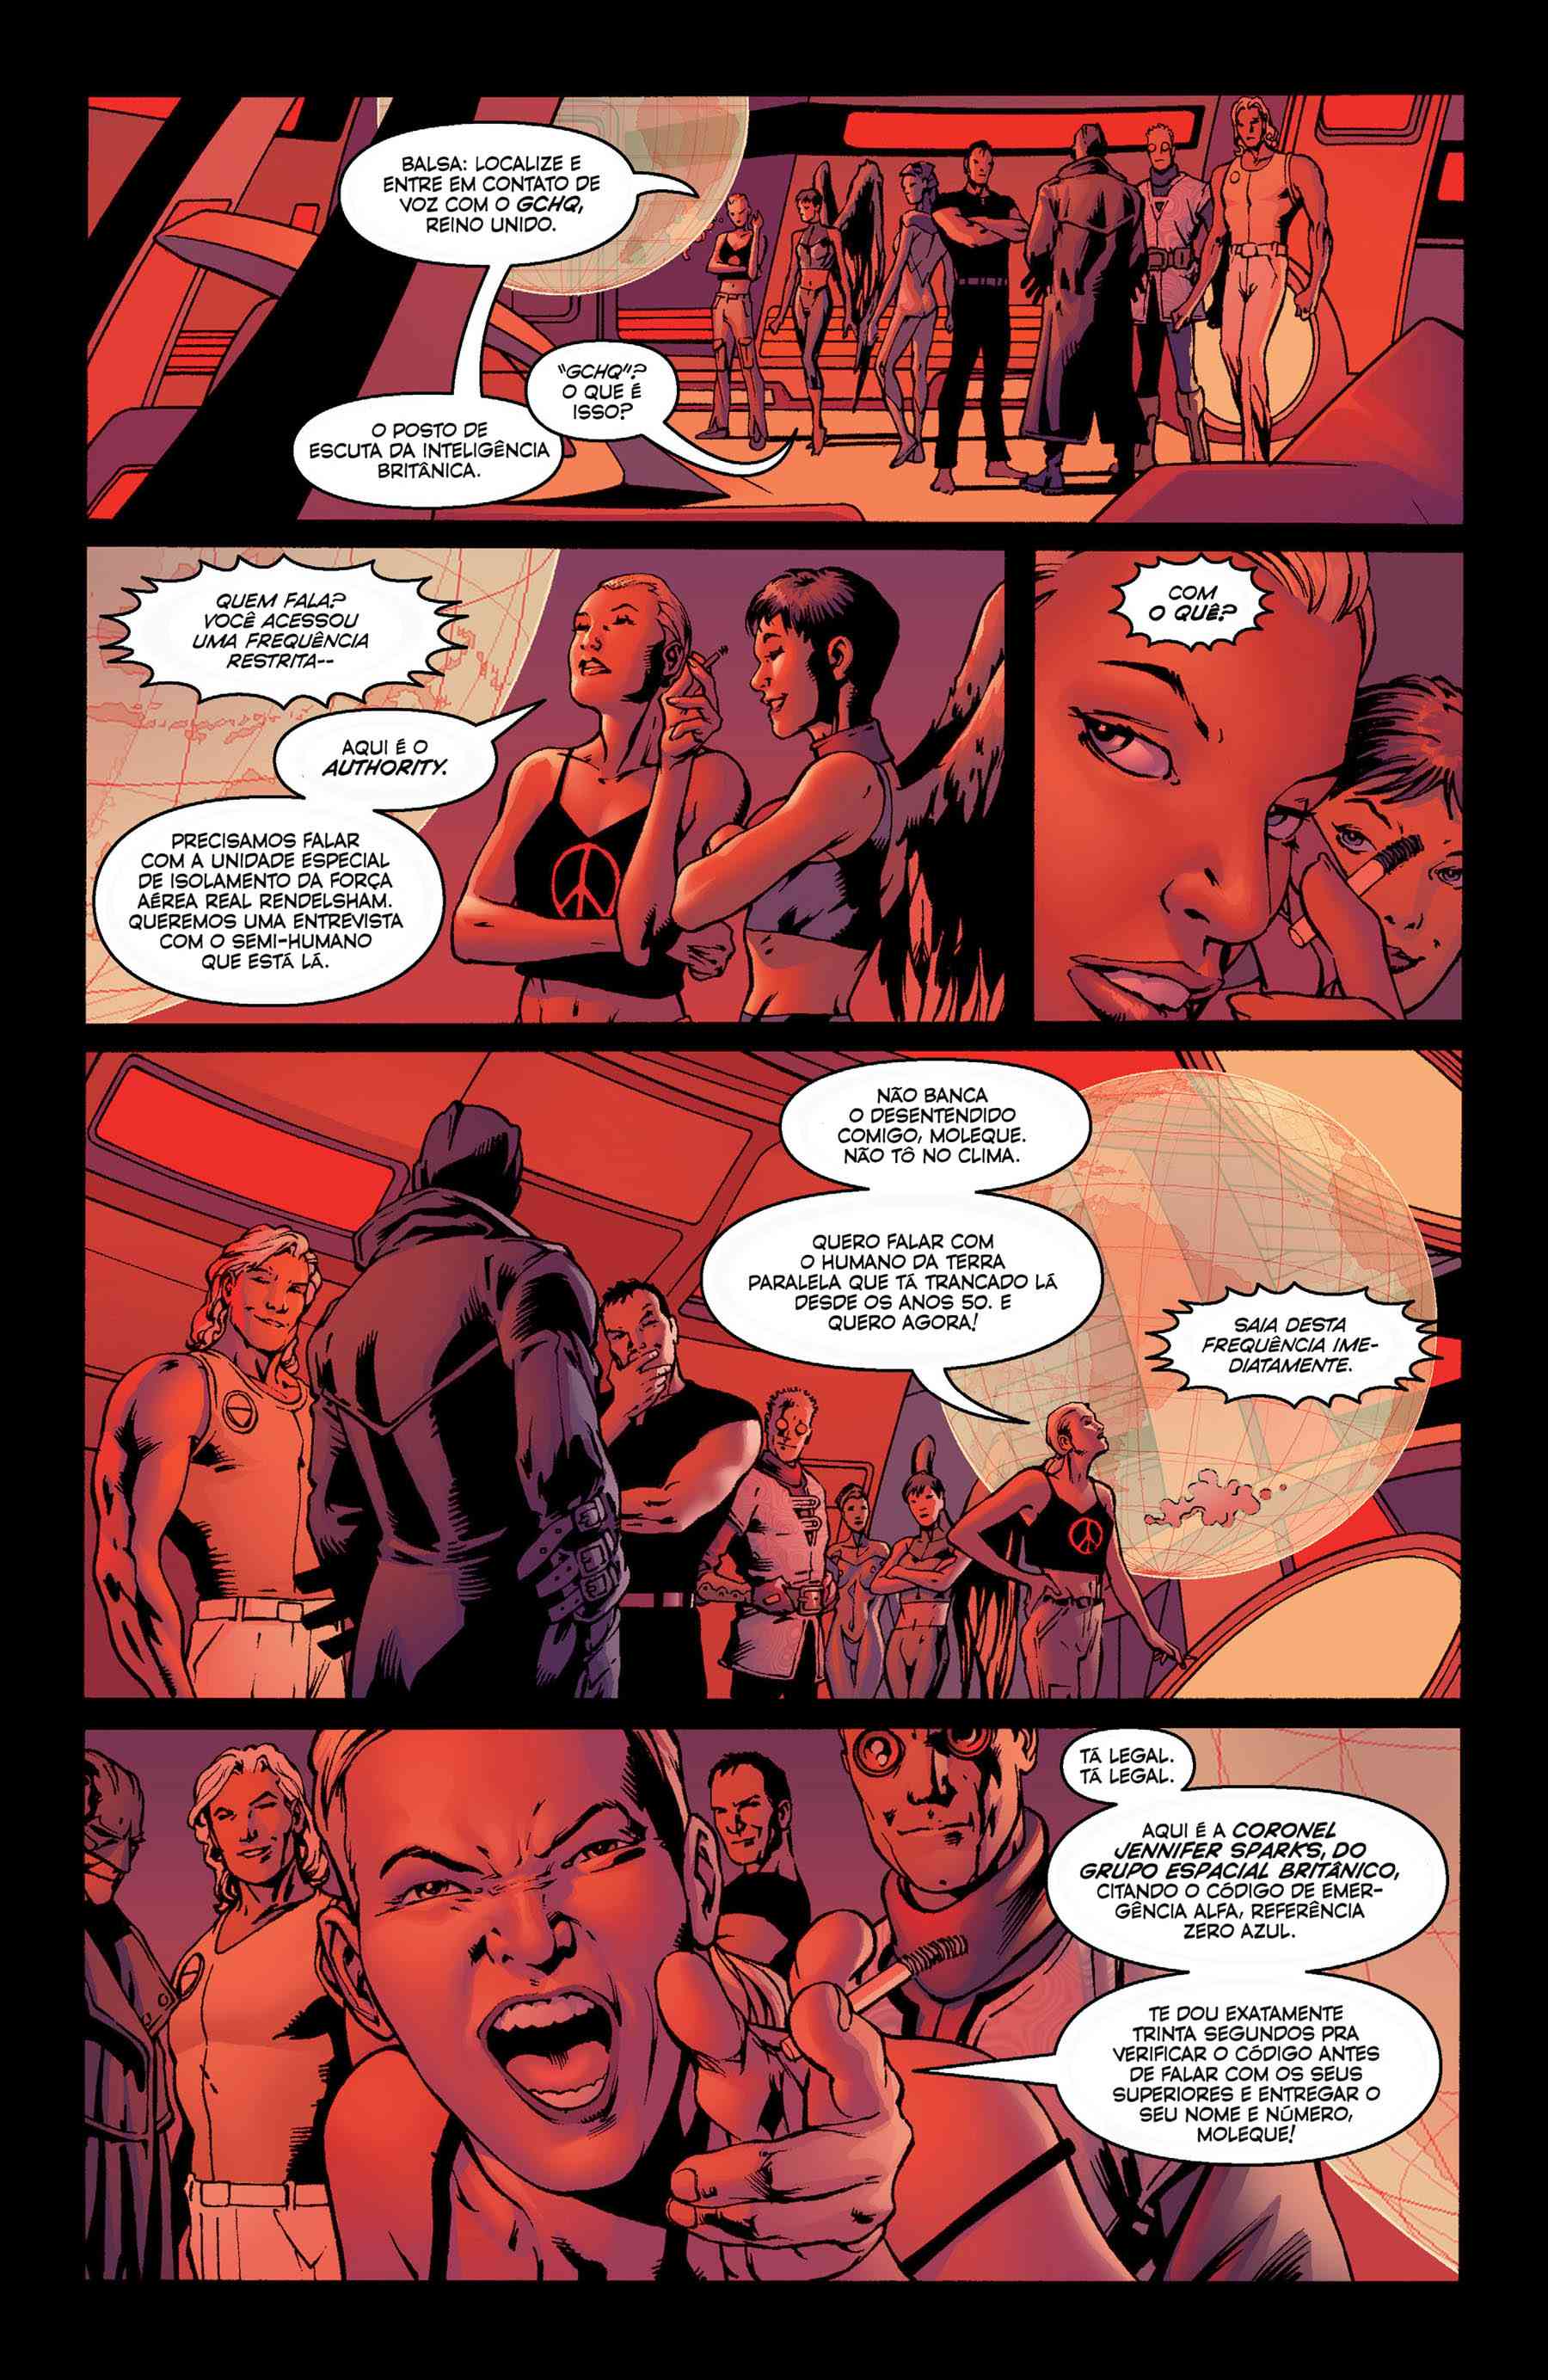 BALSA: LOCALIZE E
ENTRE EM CONTATO DE
VOZ COM O GCHQ,
REINO UNIDO.
"GCHQ"?
O QUE É
ISSO?
O POSTO DE
ESCUTA DA INTELIGÊNCIA
BRITÂNICA.
QUEM FALA?
VOCÊ ACESSOU
UMA FREQUÊNCIA
RESTRITA--
AQUI É O
AUTHORITY.
PRECISAMOS FALAR
COM A UNIDADE ESPECIAL
DE ISOLAMENTO DA FORÇA
AÉREA REAL RENDELSHAM.
QUEREMOS UMA ENTREVISTA
COM O SEMI-HUMANO
QUE ESTÁ LÁ.
COM
O QUÊ?
NÃO BANCA
O DESENTENDIDO
COMIGO, MOLEQUE.
NÃO TÔ NO CLIMA.
QUERO FALAR COM
O HUMANO DA TERRA
PARALELA QUE TÁ TRANCADO LÁ
DESDE OS ANOS 50. E
QUERO AGORA!
SAIA DESTA
FREQUÊNCIA IME-
DIATAMENTE.
TÁ LEGAL.
TÁ LEGAL.
AQUI É A CORONEL
JENNIFER SPARKS, DO
GRUPO ESPACIAL BRITÂNICO,
CITANDO O CÓDIGO DE EMER-
GÊNCIA ALFA, REFERÊNCIA
ZERO AZUL.
TE DOU EXATAMENTE
TRINTA SEGUNDOS PRA
VERIFICAR O CÓDIGO ANTES
DE FALAR COM OS SEUS
SUPERIORES E ENTREGAR O
SEU NOME E NÚMERO,
MOLEQUE!